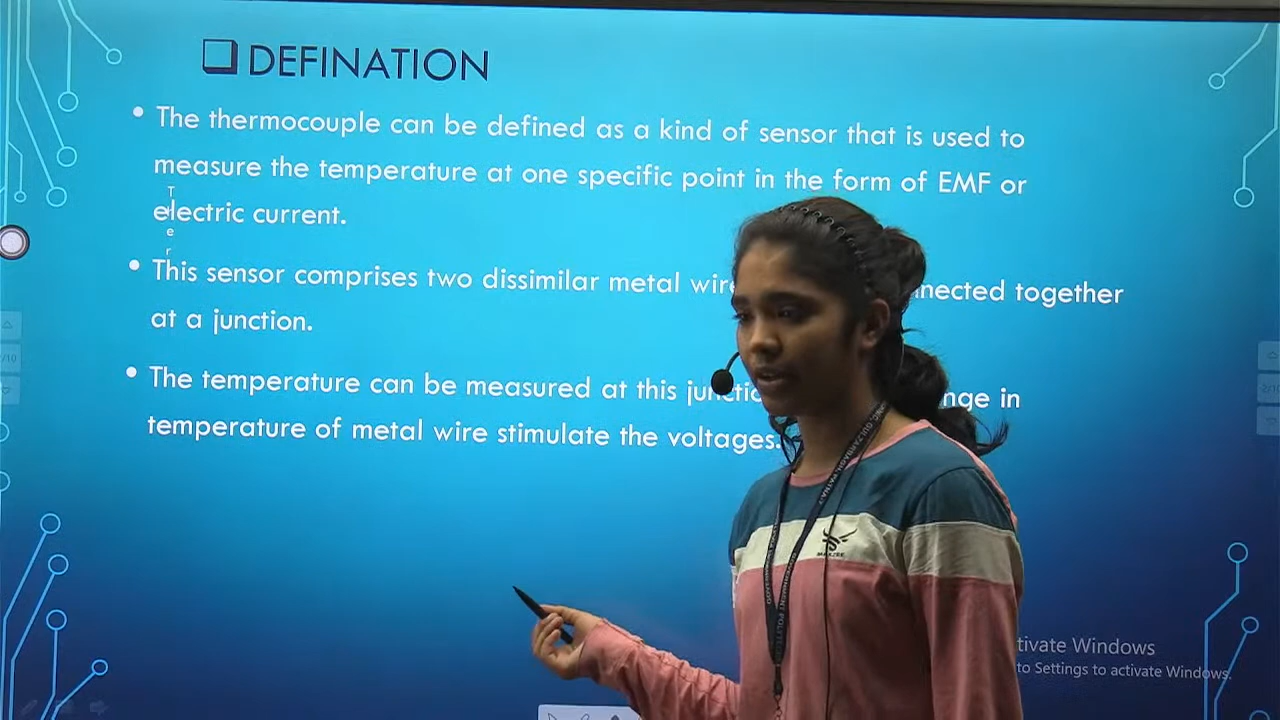 DEFINATION
The thermocouple can be defined as a kind of sensor that is used to
measure the temperature at one specific point in the form of EMF or
electric current.
T
I
e
r
This sensor comprises two dissimilar metal wire nnected together
at a junction.
The temperature can be measured at this junctio nge in
temperature of metal wire stimulate the voltages.
tivate Windows
to Settings to activate Windows.